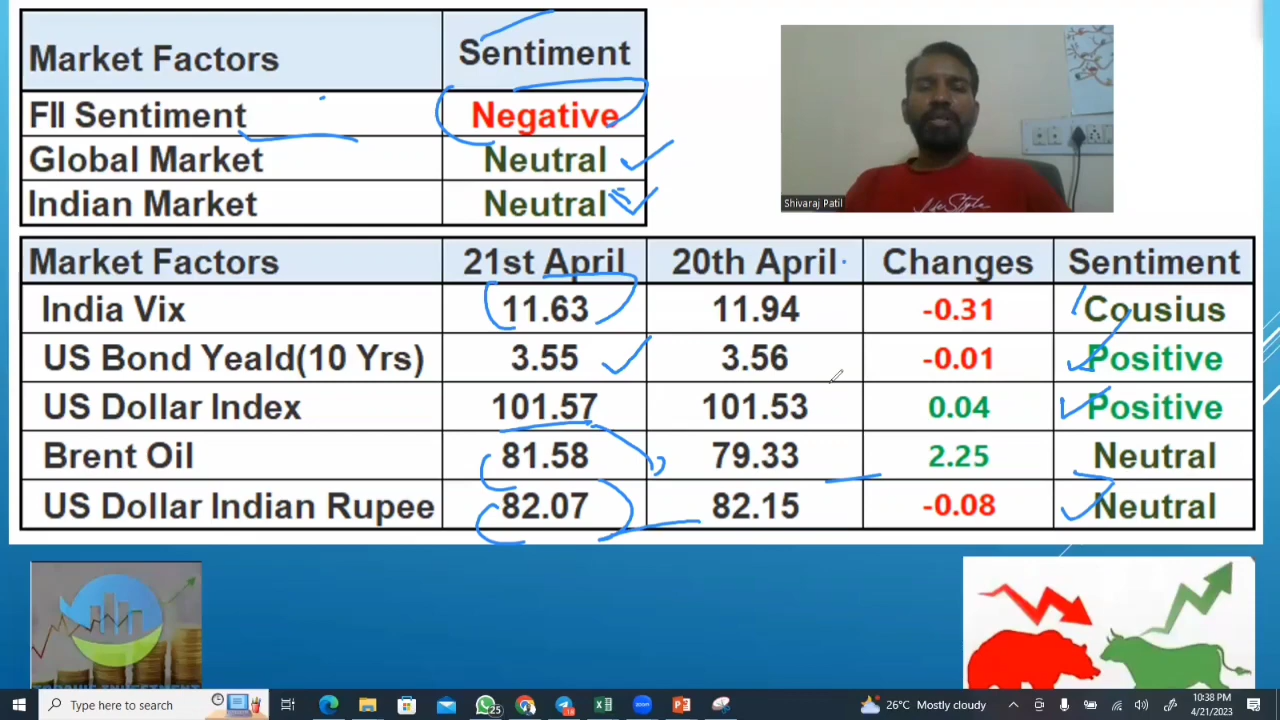 Market Factors Sentiment
FII Sentiment Negative
Global Market Neutral
Indian Market Neutral
Shivaraj Patil
Market Factors 21st April 20th April Changes Sentiment
India Vix 11.63 11.94 -0.31 Cousius
US Bond Yeald(10 Yrs) 3.55 3.56 -0.01 Positive
US Dollar Index 101.57 101.53 0.04 Positive
Brent Oil 81.58 79.33 2.25 Neutral
US Dollar Indian Rupee 82.07 82.15 -0.08 Neutral
Type here to search
25
18
zoom
26°C Mostly cloudy
10:38 PM
4/21/2023